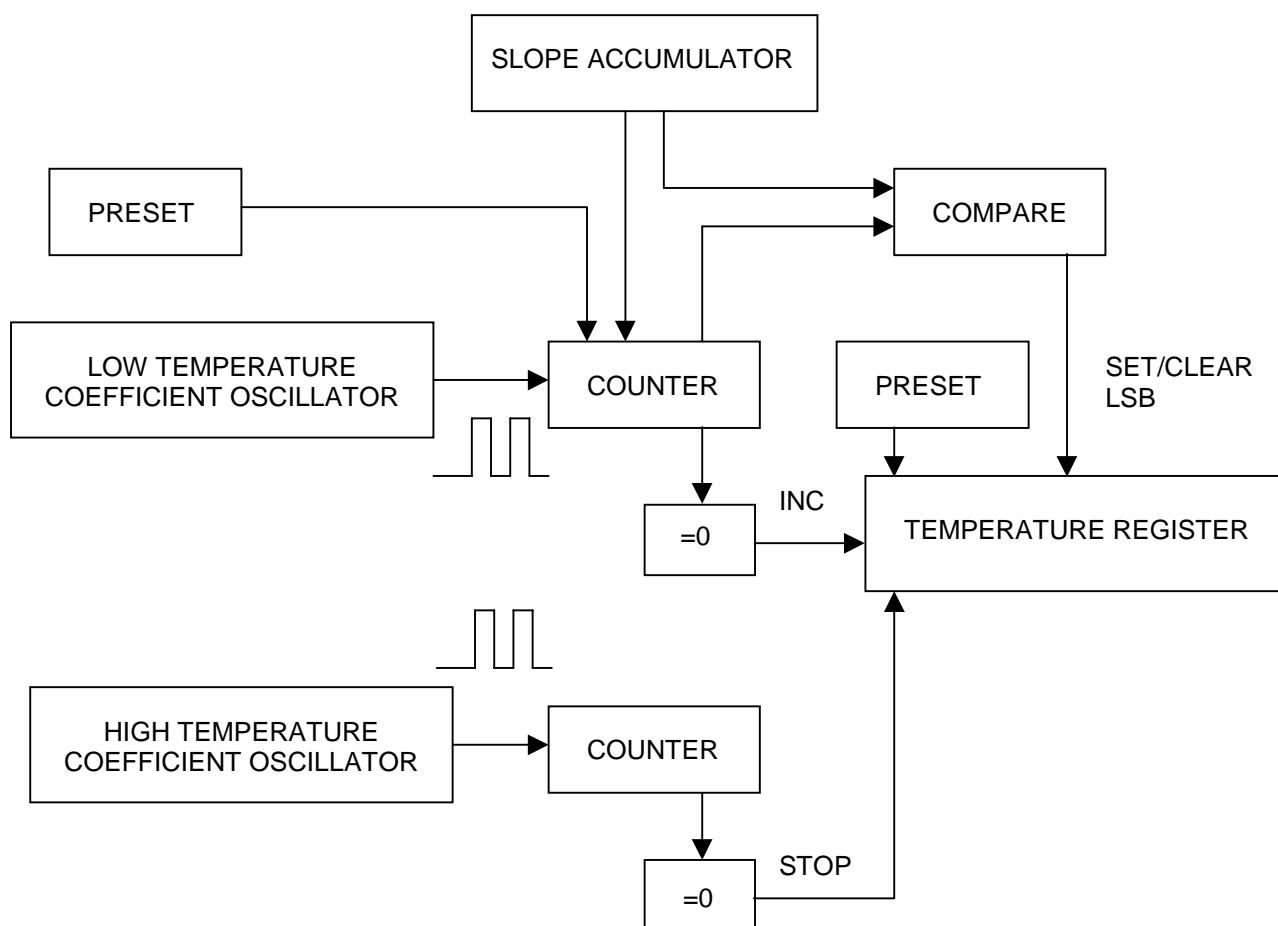 SLOPE ACCUMULATOR
PRESET
COMPARE
LOW TEMPERATURE
COEFFICIENT OSCILLATOR
COUNTER
PRESET
SET/CLEAR
LSB
=0
INC
TEMPERATURE REGISTER
HIGH TEMPERATURE
COEFFICIENT OSCILLATOR
COUNTER
=0
STOP